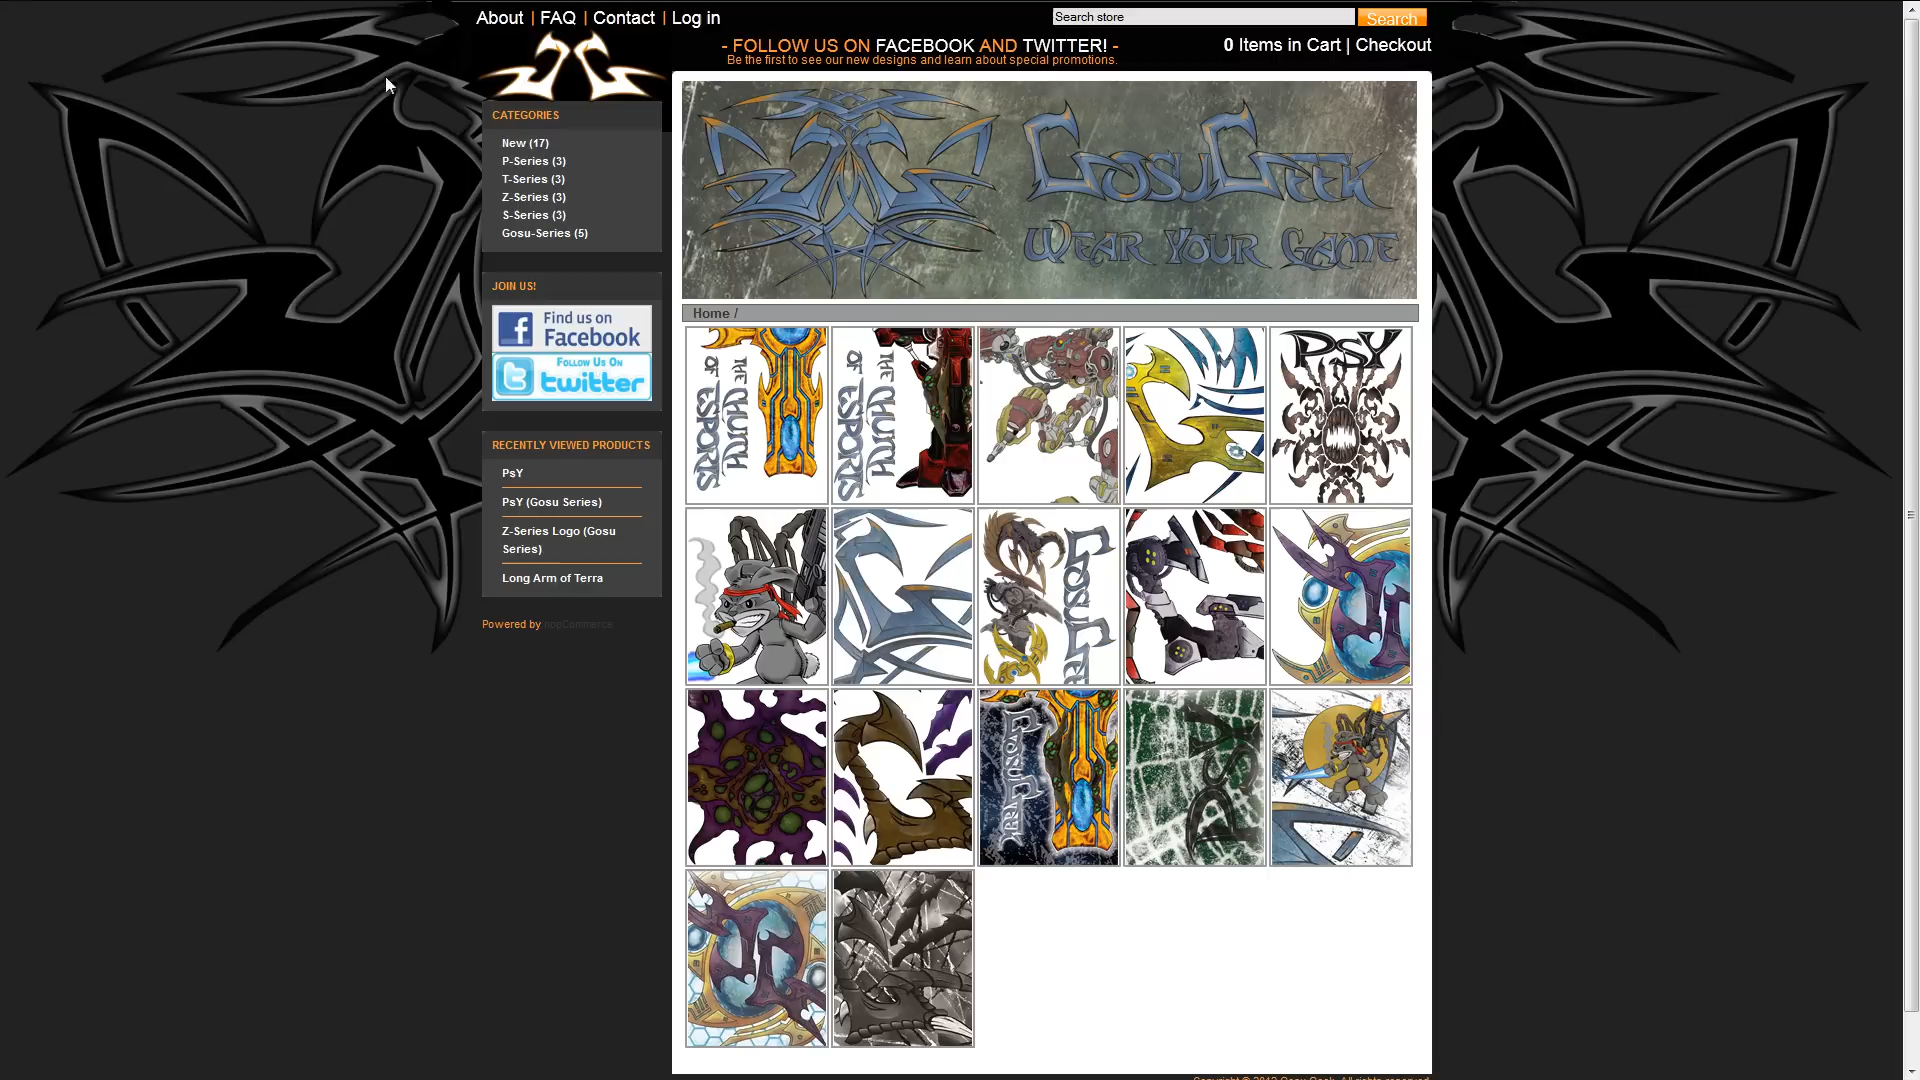 About | FAQ | Contact | Log in
Search store
Search
- FOLLOW US ON FACEBOOK AND TWITTER! -
Be the first to see our new designs and learn about special promotions.
0 Items in Cart | Checkout
CATEGORIES
New (17)
P-Series (3)
T-Series (3)
Z-Series (3)
S-Series (3)
Gosu-Series (5)
JOIN US!
Find us on
Facebook
FOLLOW US ON
twitter
RECENTLY VIEWED PRODUCTS
PsY
PsY (Gosu Series)
Z-Series Logo (Gosu
Series)
Long Arm of Terra
Powered by nopCommerce
GosuGeek
Wear Your Game
Home /
THE YOUTH
OF ESPORTS
THE YOUTH
OF ESPORTS
PSY